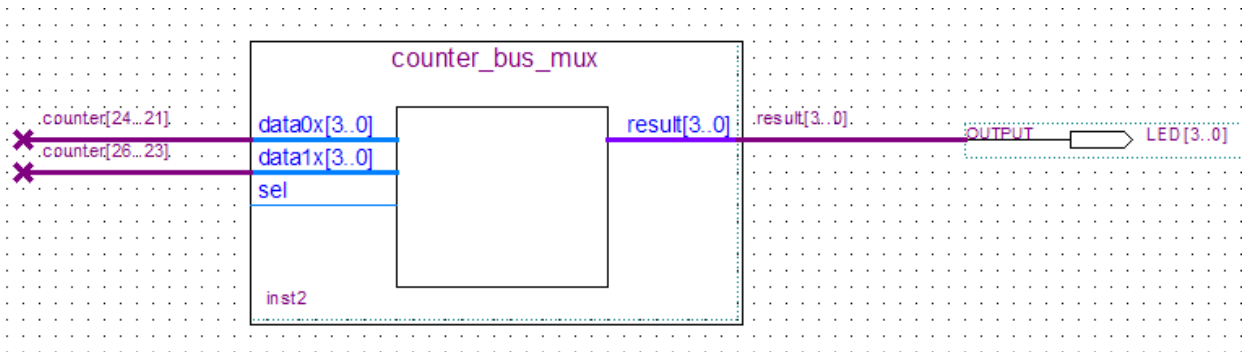 counter_bus_mux
counter[24...21]
data0x[3..0]
result[3..0]
result[3..0]
OUTPUT
LED[3..0]
counter[26...23]
data1x[3..0]
sel
inst2